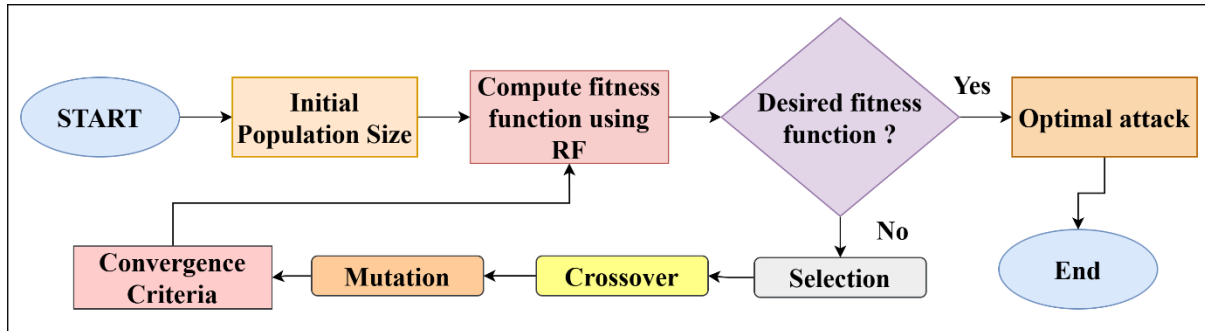 START
Initial
Population Size
Compute fitness
function using
RF
Desired fitness
function ?
Yes
Optimal attack
No
Convergence
Criteria
Mutation
Crossover
Selection
End